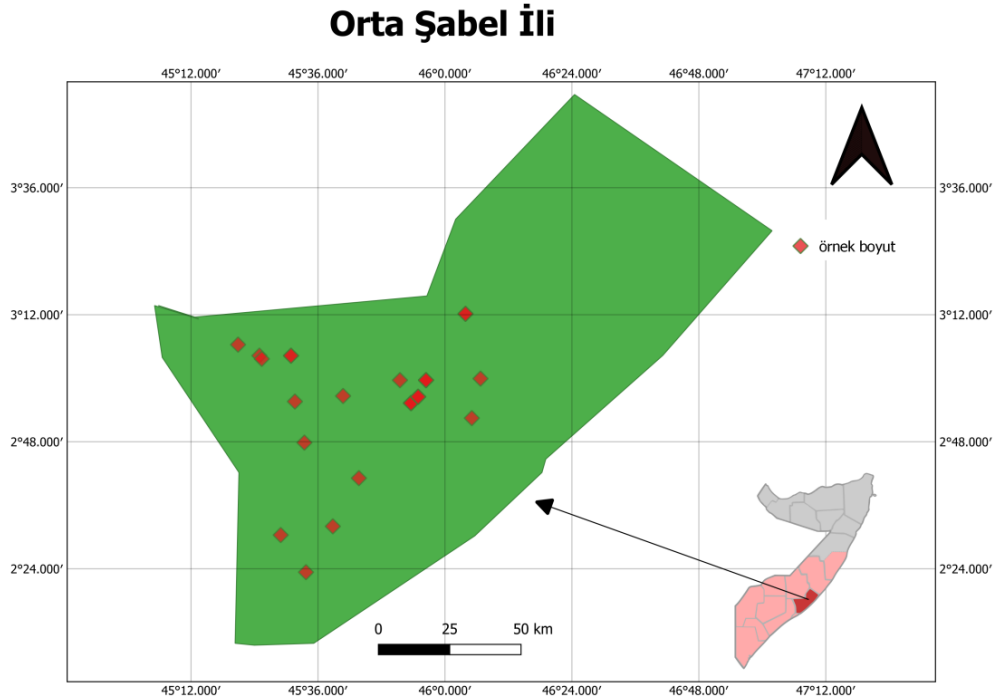 Orta Şabel İli
45°12.000′ 45°36.000′ 46°0.000′ 46°24.000′ 46°48.000′ 47°12.000′
3°36.000′ 3°36.000′
örnek boyut
3°12.000′ 3°12.000′
2°48.000′ 2°48.000′
2°24.000′ 2°24.000′
0 25 50 km
45°12.000′ 45°36.000′ 46°0.000′ 46°24.000′ 46°48.000′ 47°12.000′